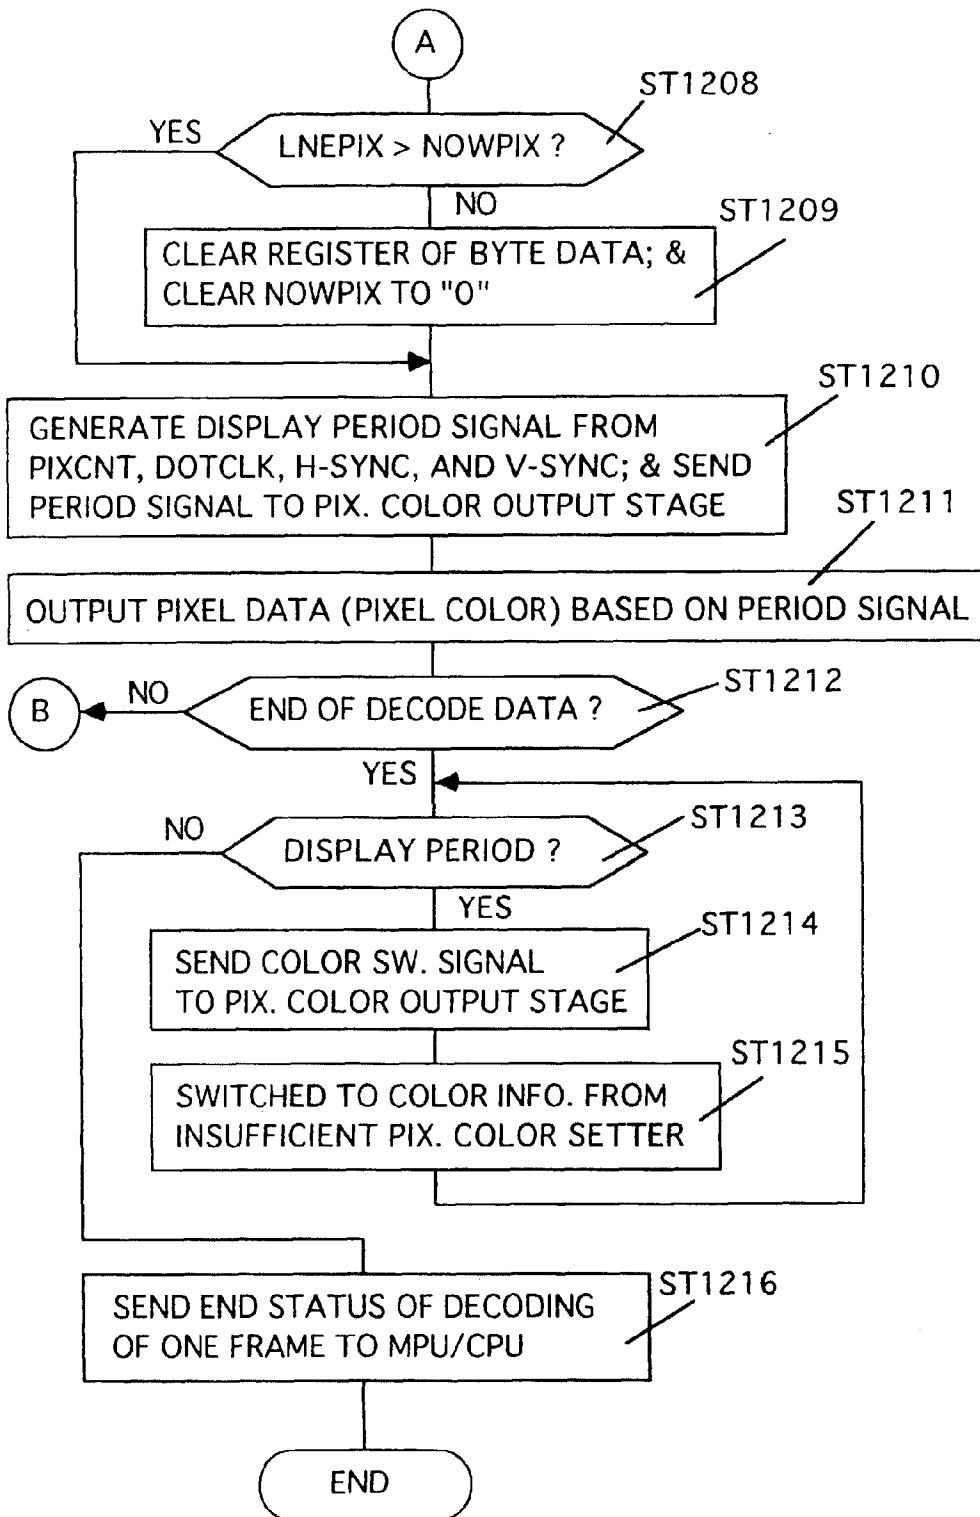 A
ST1208
YES
LNEPIX > NOWPIX ?
NO
ST1209
CLEAR REGISTER OF BYTE DATA; &
CLEAR NOWPIX TO "0"
ST1210
GENERATE DISPLAY PERIOD SIGNAL FROM
PIXCNT, DOTCLK, H-SYNC, AND V-SYNC; & SEND
PERIOD SIGNAL TO PIX. COLOR OUTPUT STAGE
ST1211
OUTPUT PIXEL DATA (PIXEL COLOR) BASED ON PERIOD SIGNAL
ST1212
B
NO
END OF DECODE DATA ?
YES
ST1213
NO
DISPLAY PERIOD ?
YES
ST1214
SEND COLOR SW. SIGNAL
TO PIX. COLOR OUTPUT STAGE
ST1215
SWITCHED TO COLOR INFO. FROM
INSUFFICIENT PIX. COLOR SETTER
ST1216
SEND END STATUS OF DECODING
OF ONE FRAME TO MPU/CPU
END